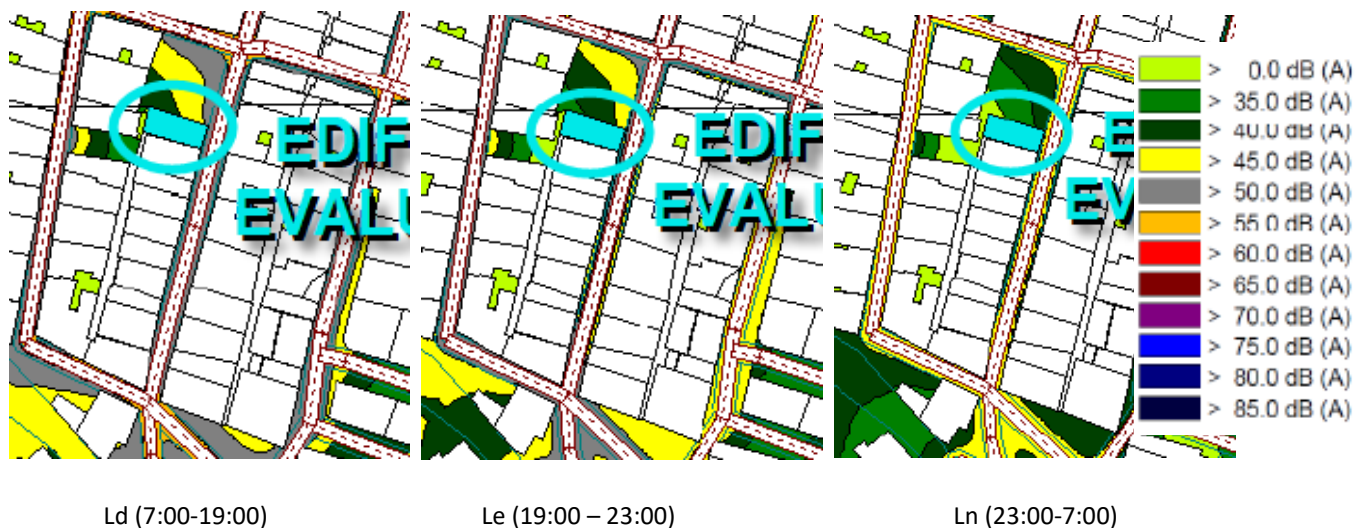 EDIF
EVALU
EDIF
EVALU
E
EV
> 0.0 dB (A)
> 35.0 dB (A)
> 40.0 dB (A)
> 45.0 dB (A)
> 50.0 dB (A)
> 55.0 dB (A)
> 60.0 dB (A)
> 65.0 dB (A)
> 70.0 dB (A)
> 75.0 dB (A)
> 80.0 dB (A)
> 85.0 dB (A)
Ld (7:00-19:00)
Le (19:00 – 23:00)
Ln (23:00-7:00)